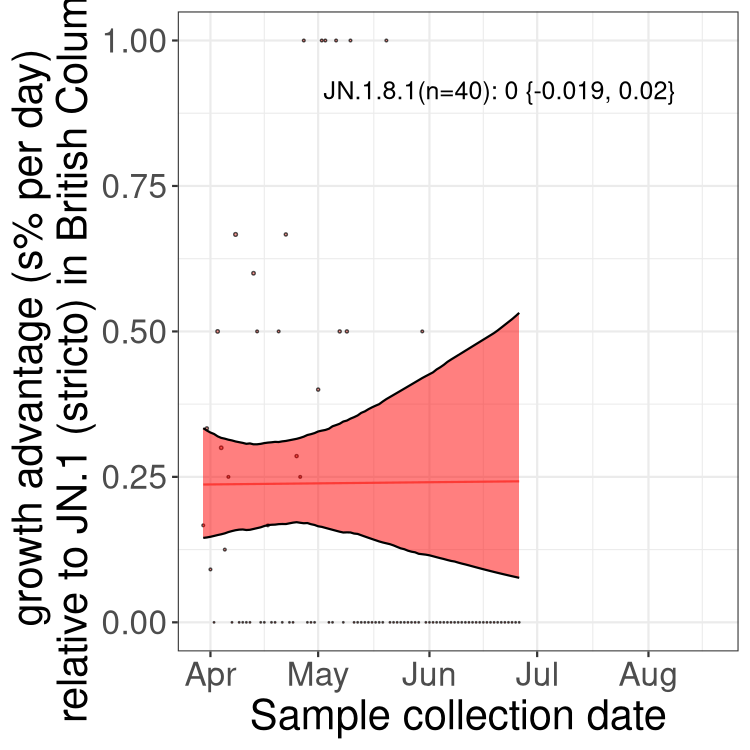 growth advantage (s% per day)
relative to JN.1 (stricto) in British Colum
1.00
0.75
0.50
0.25
0.00
JN.1.8.1(n=40): 0 {-0.019, 0.02}
Apr May Jun Jul Aug
Sample collection date